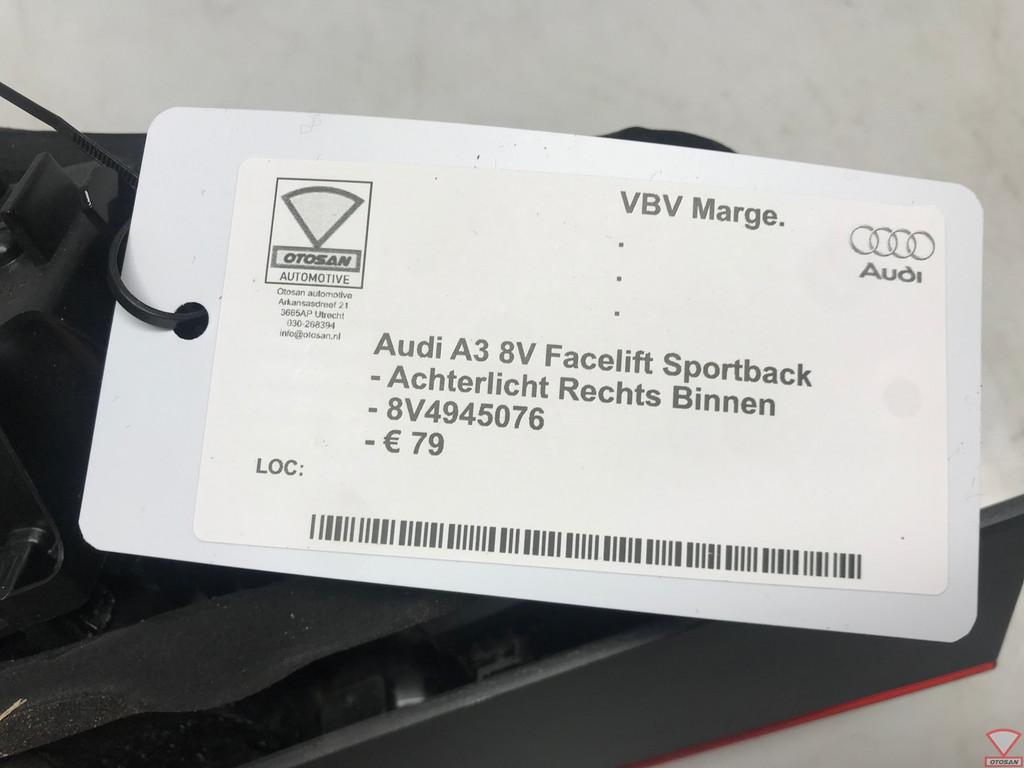 VBV Marge.
.
.
.
OTOSAN
AUTOMOTIVE
Otosan automotive
Arkansasdreef 21
3565AP Utrecht
030-268394
info@otosan.nl
Audi
Audi A3 8V Facelift Sportback
- Achterlicht Rechts Binnen
- 8V4945076
- € 79
LOC:
OTOSAN